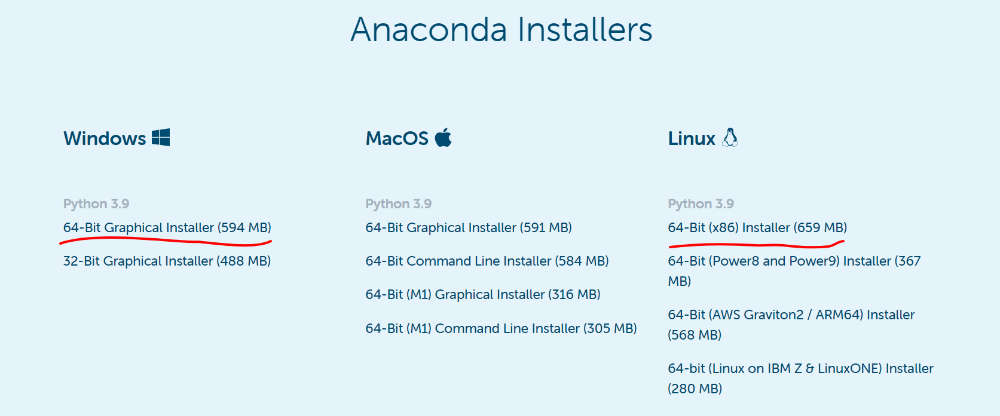 Anaconda Installers
Windows
Python 3.9
64-Bit Graphical Installer (594 MB)
32-Bit Graphical Installer (488 MB)
MacOS
Python 3.9
64-Bit Graphical Installer (591 MB)
64-Bit Command Line Installer (584 MB)
64-Bit (M1) Graphical Installer (316 MB)
64-Bit (M1) Command Line Installer (305 MB)
Linux
Python 3.9
64-Bit (x86) Installer (659 MB)
64-Bit (Power8 and Power9) Installer (367
MB)
64-Bit (AWS Graviton2 / ARM64) Installer
(568 MB)
64-bit (Linux on IBM Z & LinuxONE) Installer
(280 MB)